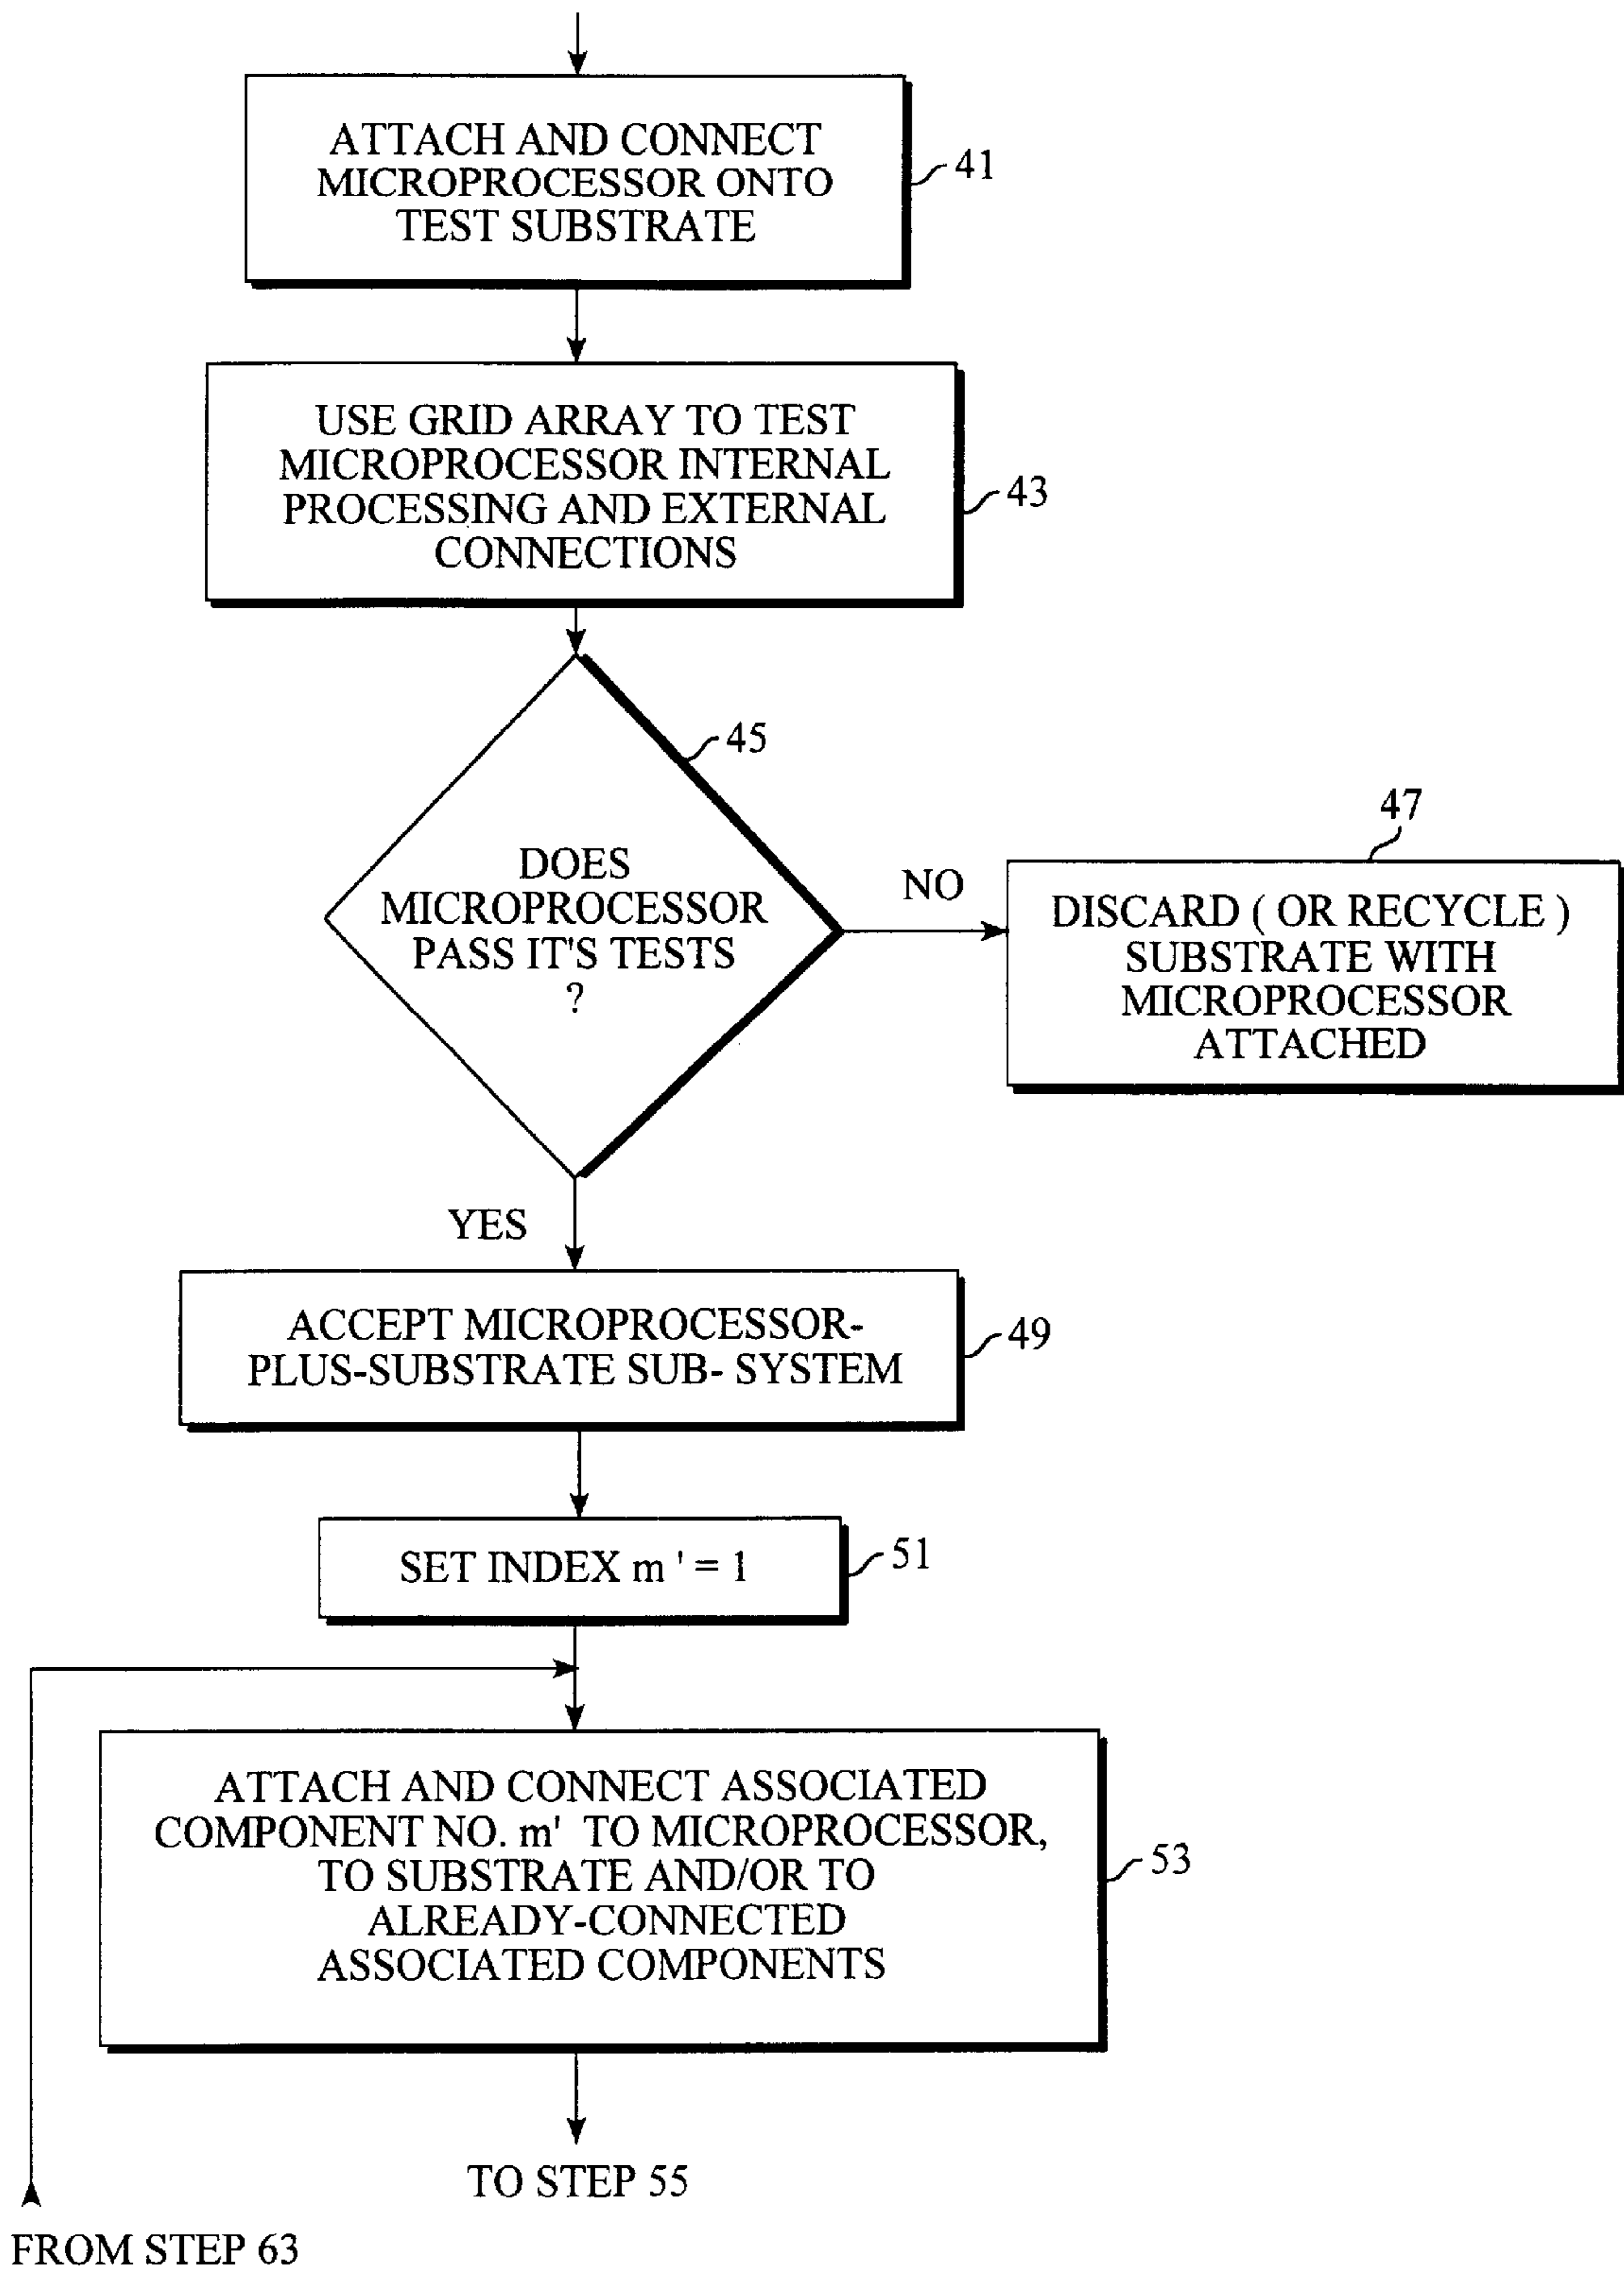 ATTACH AND CONNECT
MICROPROCESSOR ONTO
TEST SUBSTRATE
41
USE GRID ARRAY TO TEST
MICROPROCESSOR INTERNAL
PROCESSING AND EXTERNAL
CONNECTIONS
43
45
DOES
MICROPROCESSOR
PASS IT'S TESTS
?
NO
47
DISCARD ( OR RECYCLE )
SUBSTRATE WITH
MICROPROCESSOR
ATTACHED
YES
ACCEPT MICROPROCESSOR-
PLUS-SUBSTRATE SUB- SYSTEM
49
SET INDEX m ' = 1
51
ATTACH AND CONNECT ASSOCIATED
COMPONENT NO. m' TO MICROPROCESSOR,
TO SUBSTRATE AND/OR TO
ALREADY-CONNECTED
ASSOCIATED COMPONENTS
53
TO STEP 55
FROM STEP 63